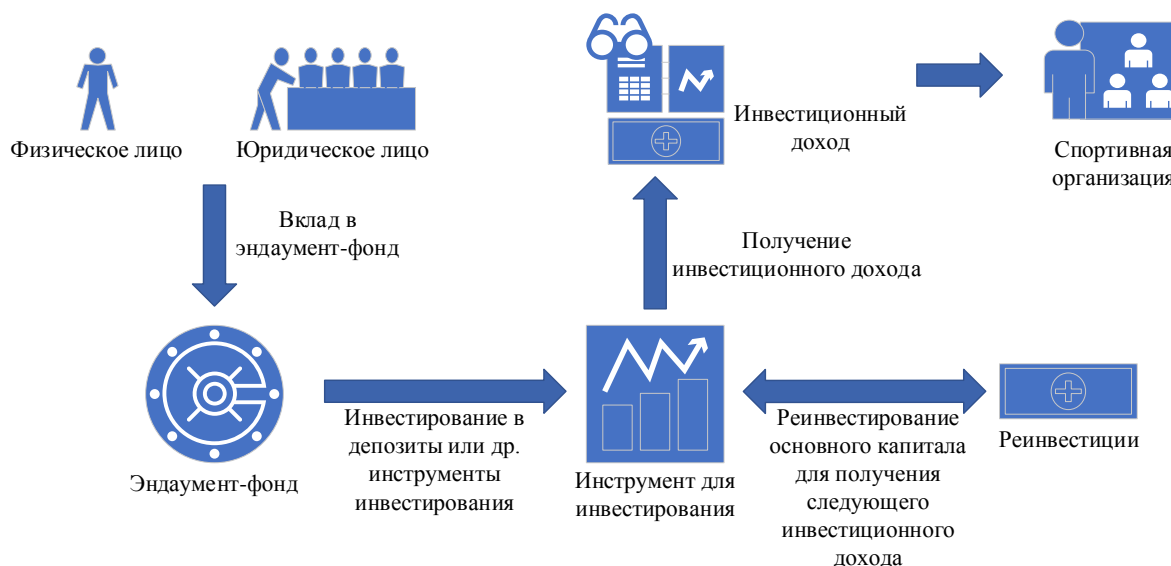 Физическое лицо
Юридическое лицо
Инвестиционный
доход
Спортивная
организация
Вклад в
эндаумент-фонд
Получение
инвестиционного дохода
Эндаумент-фонд
Инвестирование в
депозиты или др.
инструменты
инвестирования
Инструмент для
инвестирования
Реинвестирование
основного капитала
для получения
следующего
инвестиционного
дохода
Реинвестиции